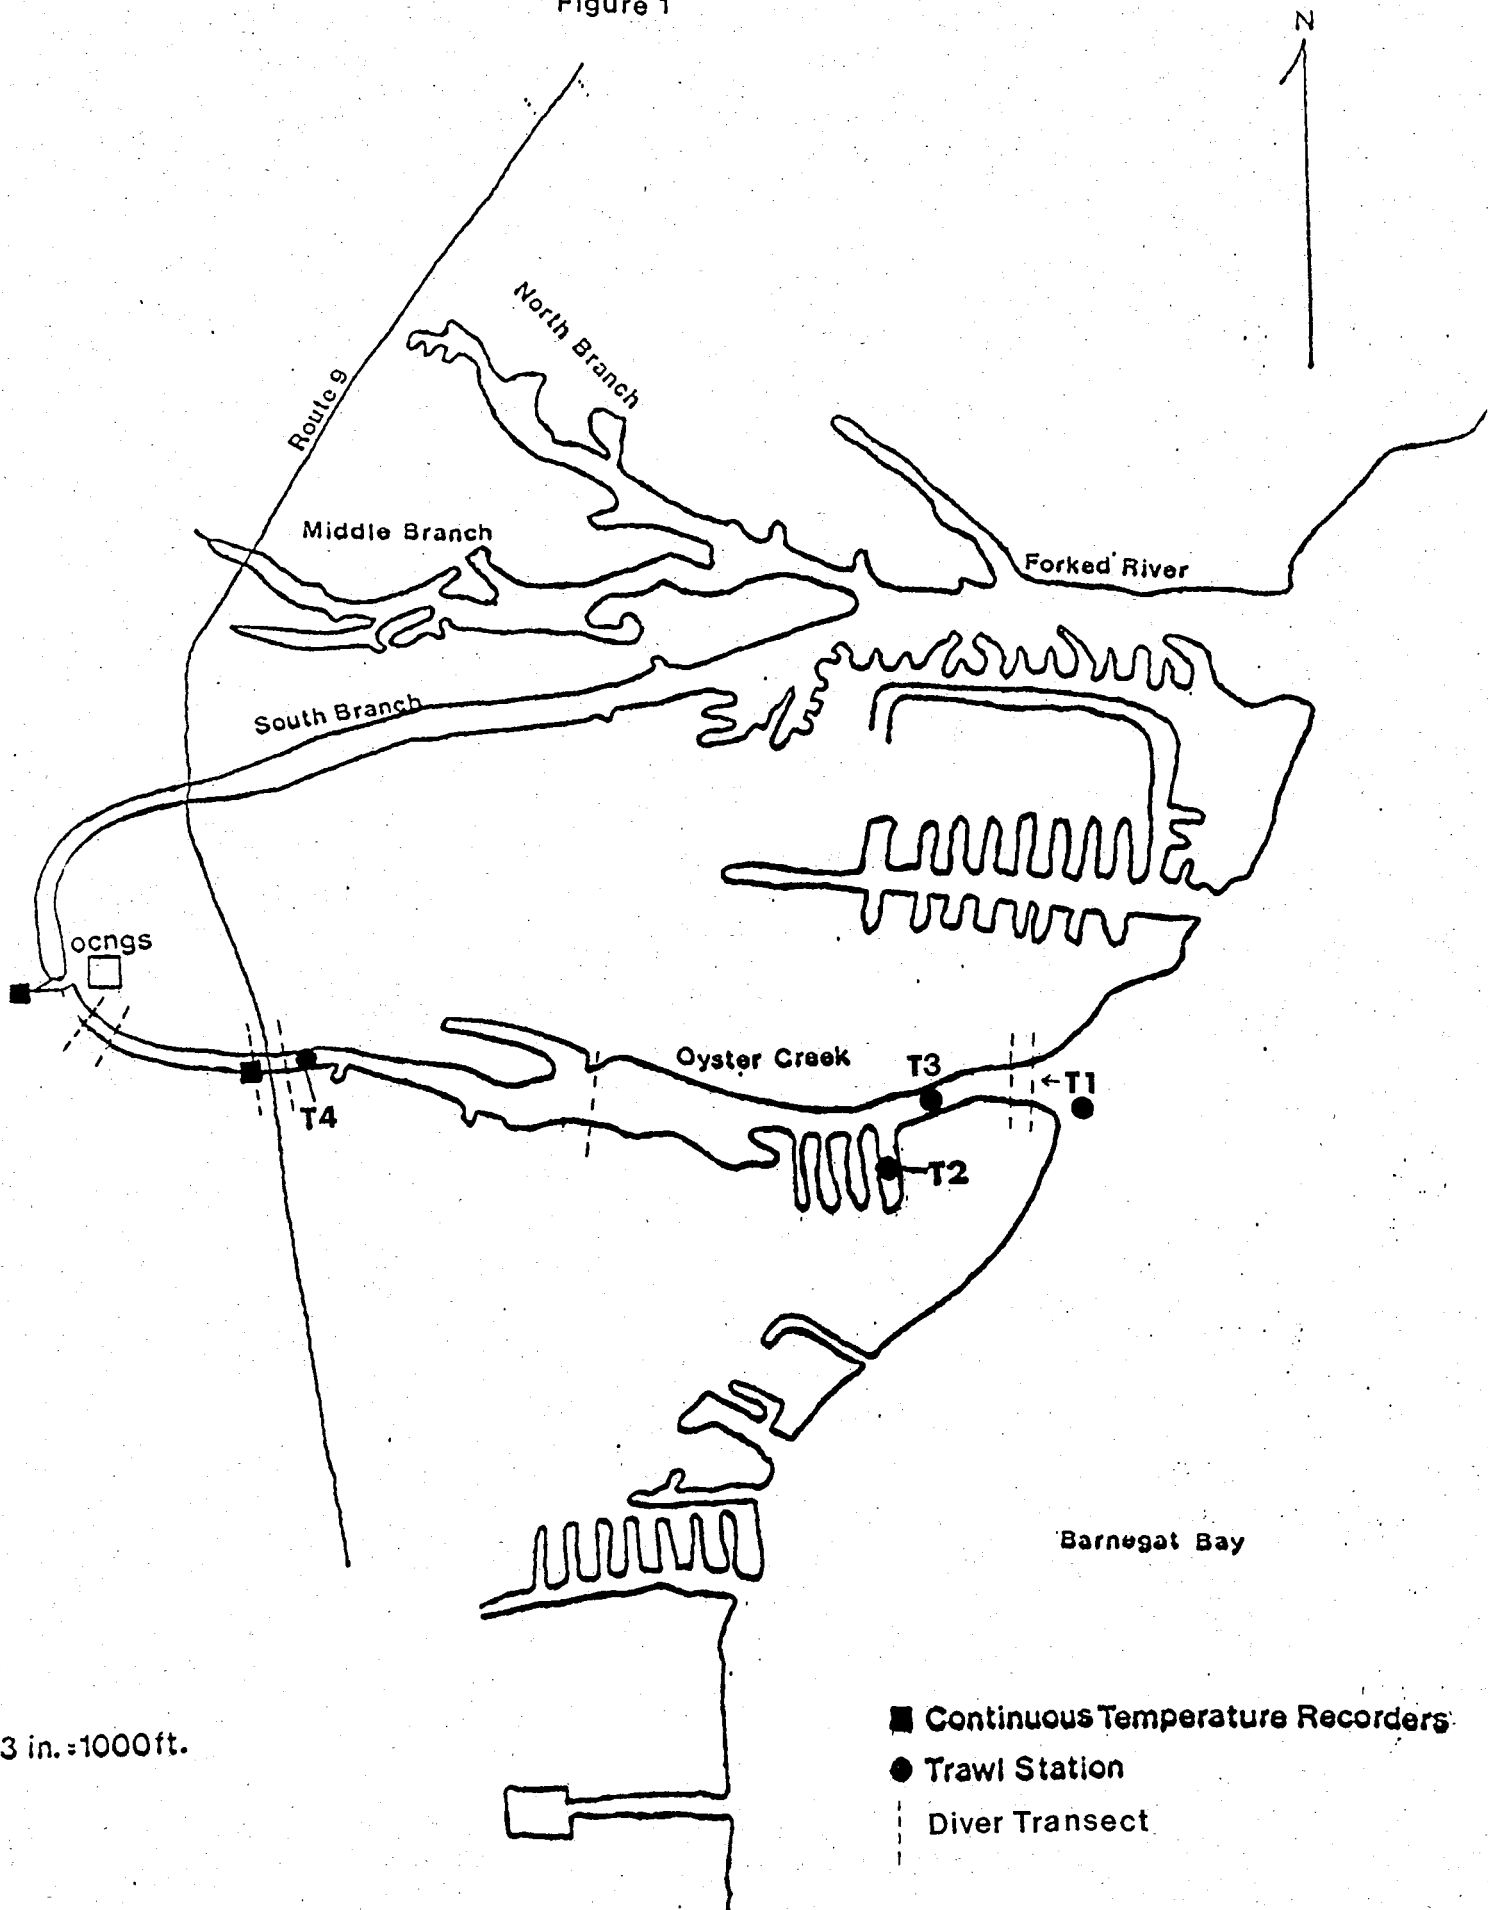 Figure 1
N
North Branch
Route 9
Middle Branch
Forked River
South Branch
ocngs
Oyster Creek
T3
←T1
T4
T2
Barnegat Bay
Continuous Temperature Recorders
3 in.=1000ft.
Trawl Station
Diver Transect